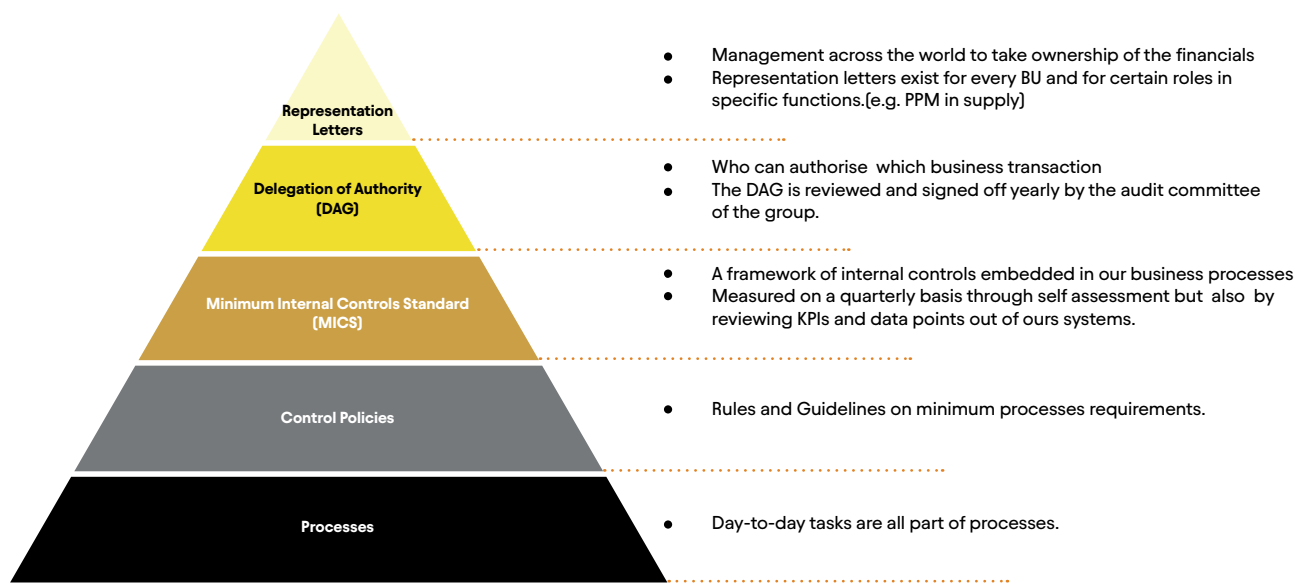 Representation
Letters
● Management across the world to take ownership of the financials
● Representation letters exist for every BU and for certain roles in
specific functions.(e.g. PPM in supply)
Delegation of Authority
(DAG)
● Who can authorise which business transaction
● The DAG is reviewed and signed off yearly by the audit committee
of the group.
Minimum Internal Controls Standard
(MICS)
● A framework of internal controls embedded in our business processes
● Measured on a quarterly basis through self assessment but also by
reviewing KPIs and data points out of ours systems.
Control Policies
● Rules and Guidelines on minimum processes requirements.
Processes
● Day-to-day tasks are all part of processes.